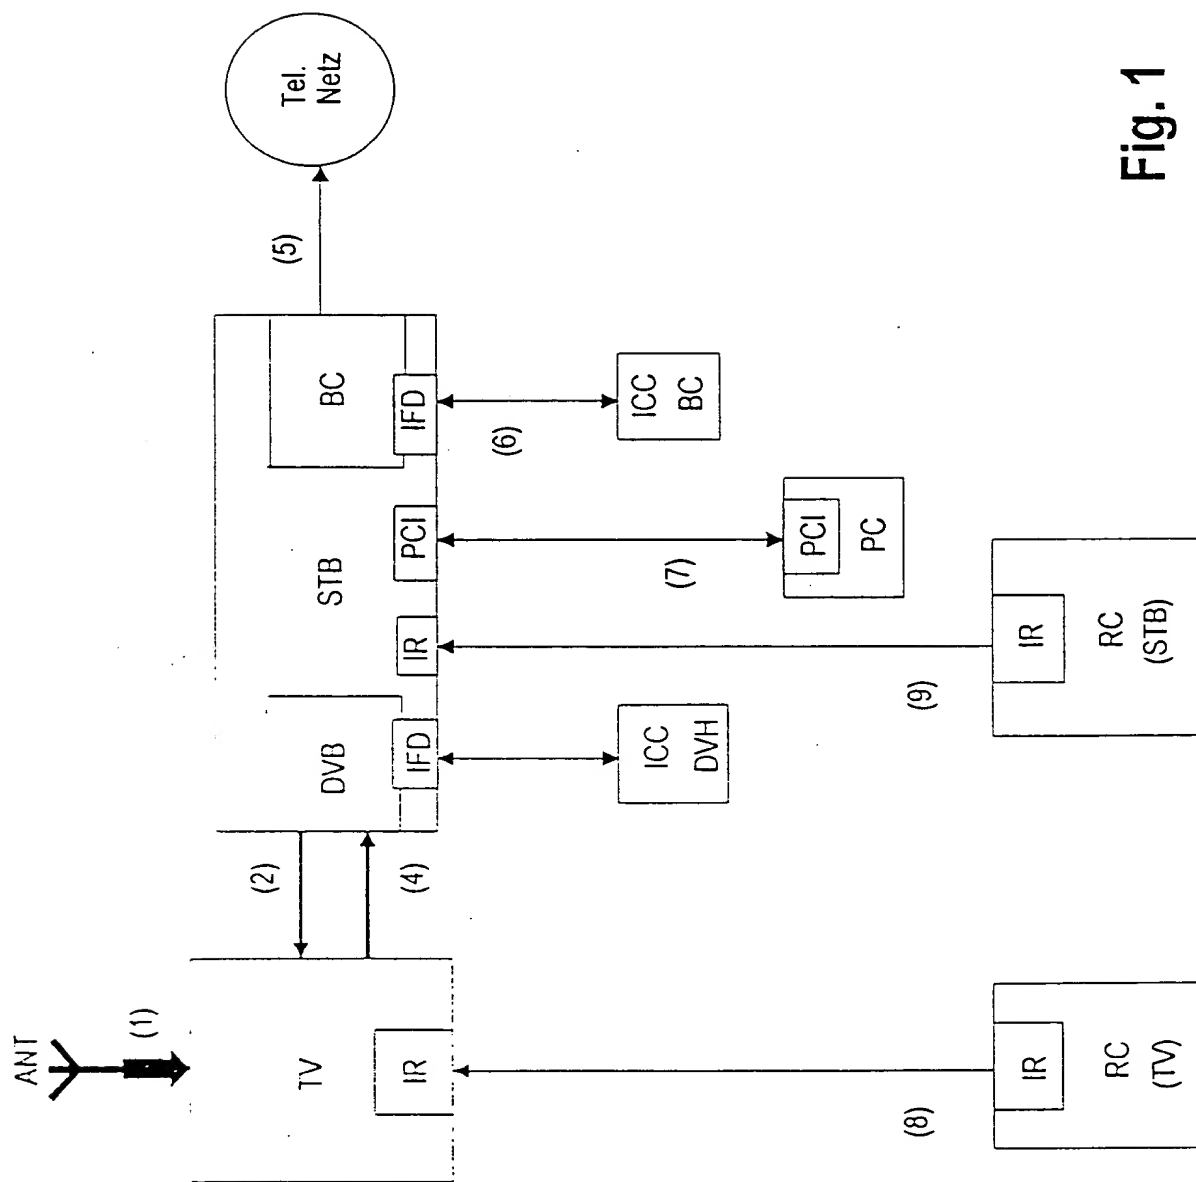 ANT
(1)
TV
IR
(8)
IR
RC
(TV)
(2)
(4)
DVB
IFD
ICC
DVH
STB
IR
(9)
IR
RC
(STB)
PCI
(7)
PCI
PC
BC
IFD
(6)
ICC
BC
(5)
Tel.
Netz
Fig. 1